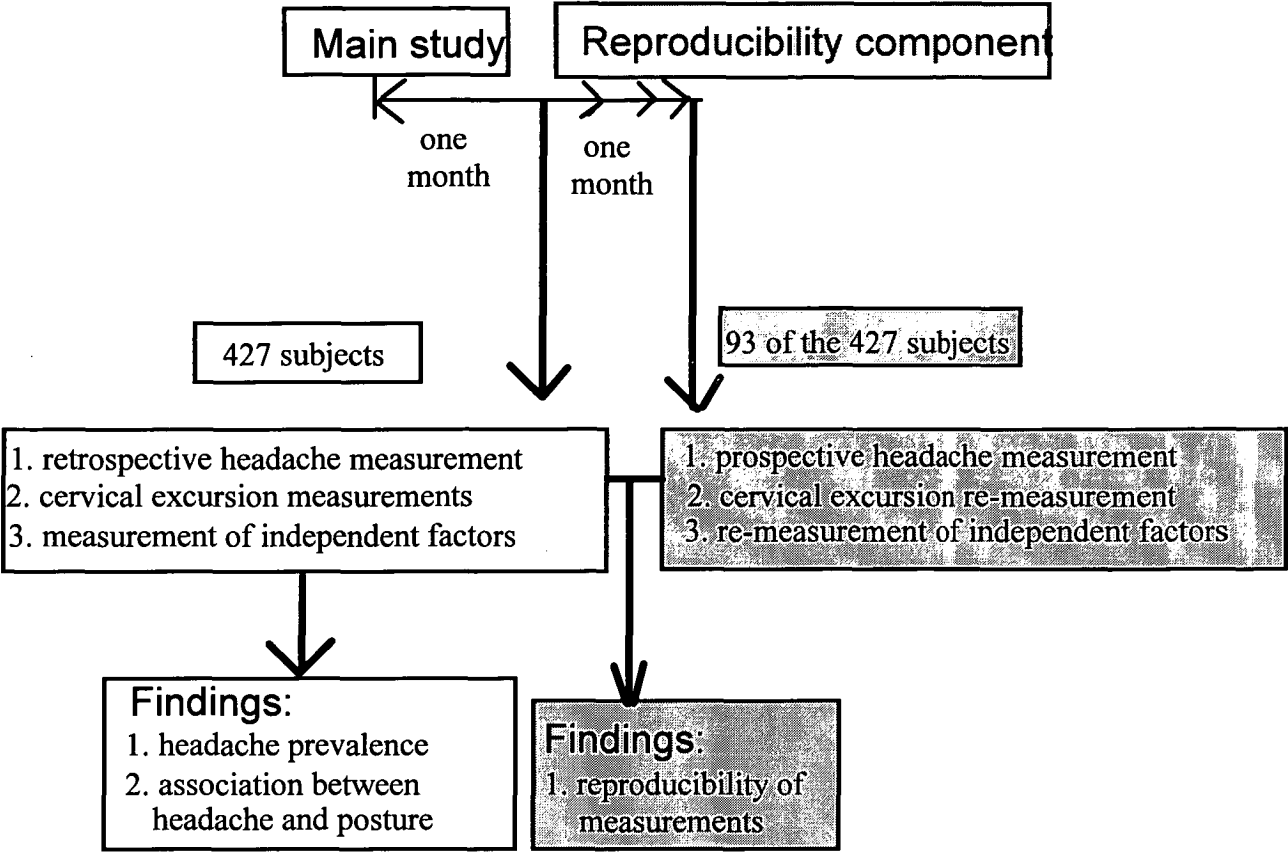 Main study
Reproducibility component
one
month
one
month
427 subjects
93 of the 427 subjects
1. retrospective headache measurement
2. cervical excursion measurements
3. measurement of independent factors
1. prospective headache measurement
2. cervical excursion re-measurement
3. re-measurement of independent factors
Findings:
1. headache prevalence
2. association between
headache and posture
Findings:
1. reproducibility of
measurements